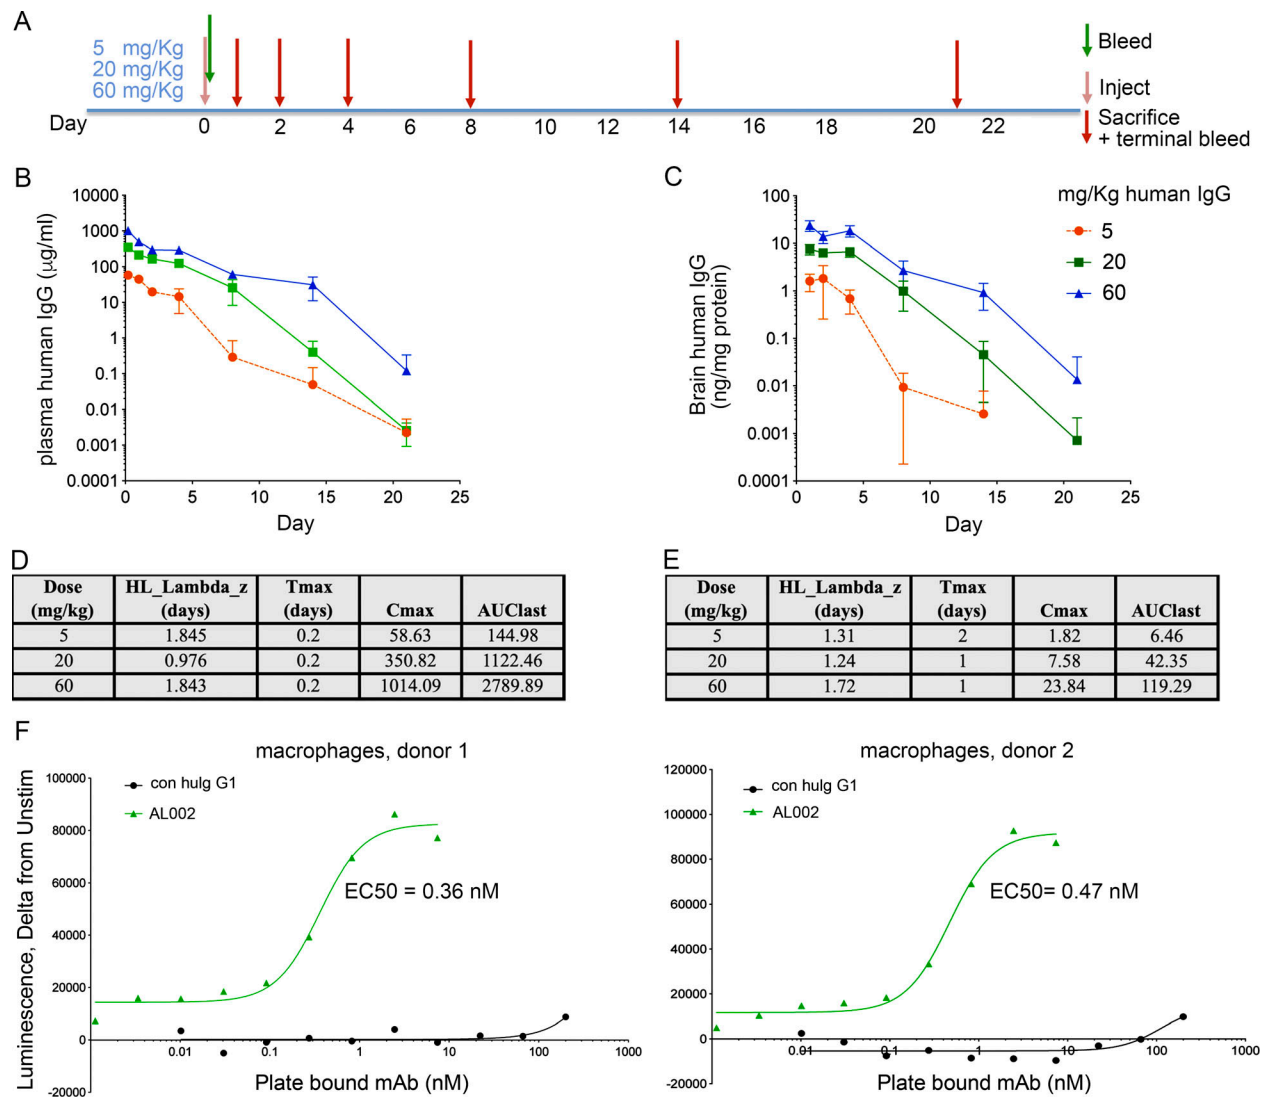 A
5 mg/Kg
20 mg/Kg
60 mg/Kg
Bleed
Inject
Sacrifice
+ terminal bleed
Day 0 2 4 6 8 10 12 14 16 18 20 22
B
plasma human IgG (µg/ml)
10000
1000
100
10
1
0.1
0.01
0.001
0.0001
0 5 10 15 20 25
Day
C
Brain human IgG
(ng/mg protein)
100
10
1
0.1
0.01
0.001
0.0001
0 5 10 15 20 25
Day
mg/Kg human IgG
5
20
60
D
Dose (mg/kg) HL_Lambda_z (days) Tmax (days) Cmax AUClast
5 1.845 0.2 58.63 144.98
20 0.976 0.2 350.82 1122.46
60 1.843 0.2 1014.09 2789.89
E
Dose (mg/kg) HL_Lambda_z (days) Tmax (days) Cmax AUClast
5 1.31 2 1.82 6.46
20 1.24 1 7.58 42.35
60 1.72 1 23.84 119.29
F
macrophages, donor 1
Luminescence, Delta from Unstim
100000
80000
60000
40000
20000
0
-20000
con hulg G1
AL002
EC50 = 0.36 nM
0.01 0.1 1 10 100 1000
Plate bound mAb (nM)
macrophages, donor 2
120000
100000
80000
60000
40000
20000
0
-20000
con hulg G1
AL002
EC50= 0.47 nM
0.01 0.1 1 10 100 1000
Plate bound mAb (nM)